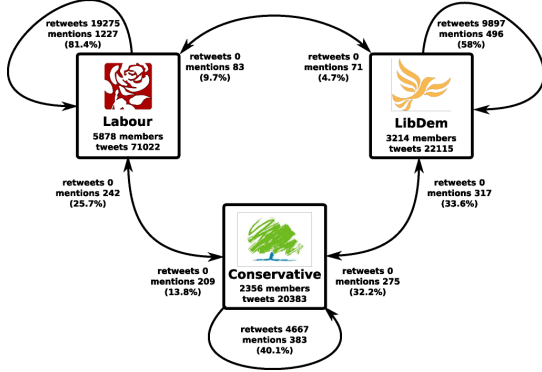 retweets 19275
mentions 1227
(81.4%)
retweets 9897
mentions 496
(58%)
retweets 0
mentions 83
(9.7%)
retweets 0
mentions 71
(4.7%)
Labour
5878 members
tweets 71022
LibDem
3214 members
tweets 22115
retweets 0
mentions 242
(25.7%)
retweets 0
mentions 317
(33.6%)
retweets 0
mentions 209
(13.8%)
Conservative
2356 members
tweets 20383
retweets 0
mentions 275
(32.2%)
retweets 4667
mentions 383
(40.1%)